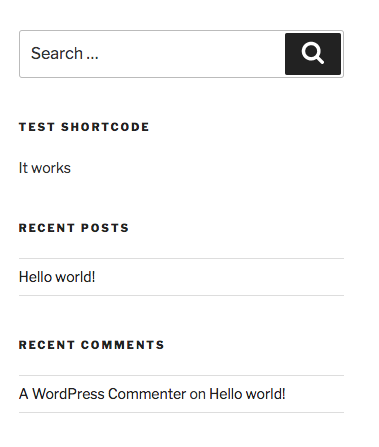 Search …
TEST SHORTCODE
It works
RECENT POSTS
Hello world!
RECENT COMMENTS
A WordPress Commenter on Hello world!